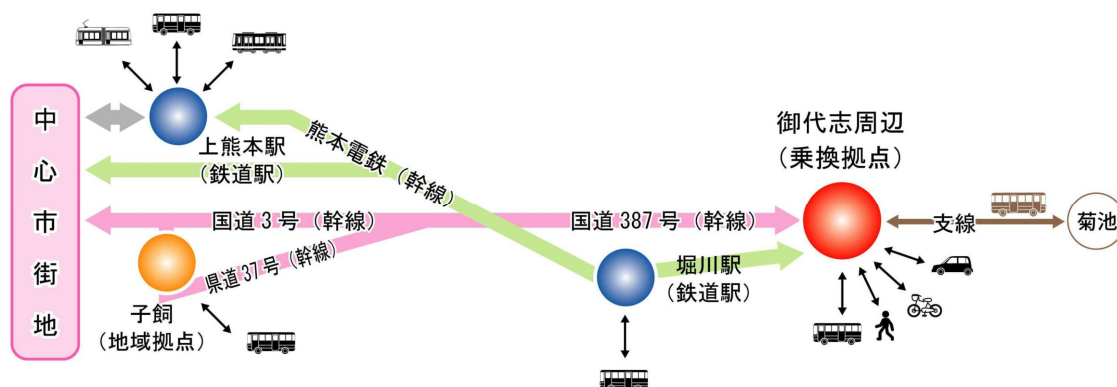 中心市街地
上熊本駅
（鉄道駅）
熊本電鉄（幹線）
国道3号（幹線）
国道387号（幹線）
県道37号（幹線）
子飼
（地域拠点）
堀川駅
（鉄道駅）
御代志周辺
（乗換拠点）
支線
菊池